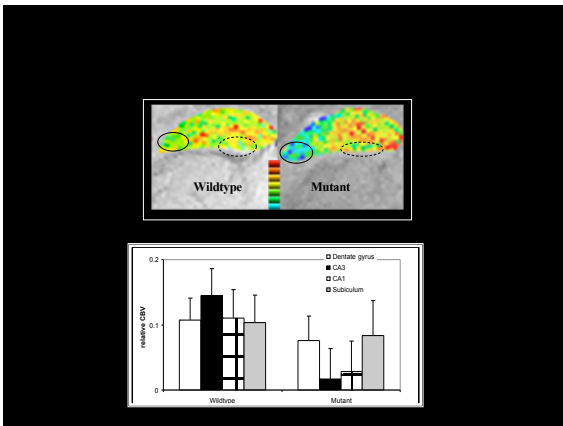 Wildtype Mutant
0.2
Dentate gyrus
CA3
CA1
Subiculum
relative CBV
0.1
0
Wildtype Mutant